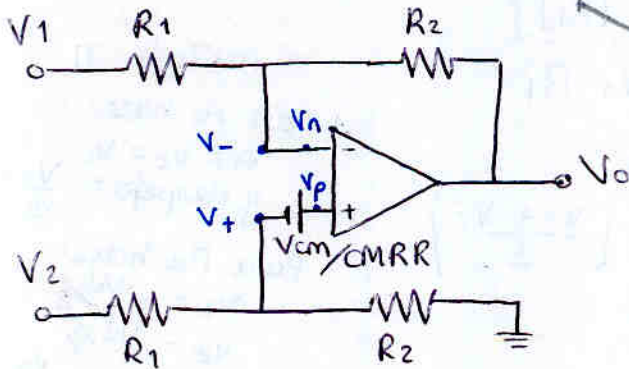 V1
R1
R2
V-
Vn
-
V+
Vp
+
Vo
Vcm/CMRR
V2
R1
R2